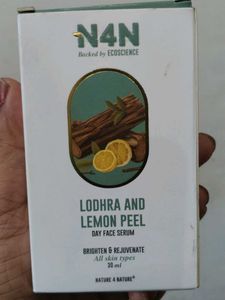 N4N
Backed by ECOSCIENCE
LODHRA AND
LEMON PEEL
DAY FACE SERUM
BRIGHTEN & REJUVENATE
All skin types
30 ml
NATURE 4 NATURE+